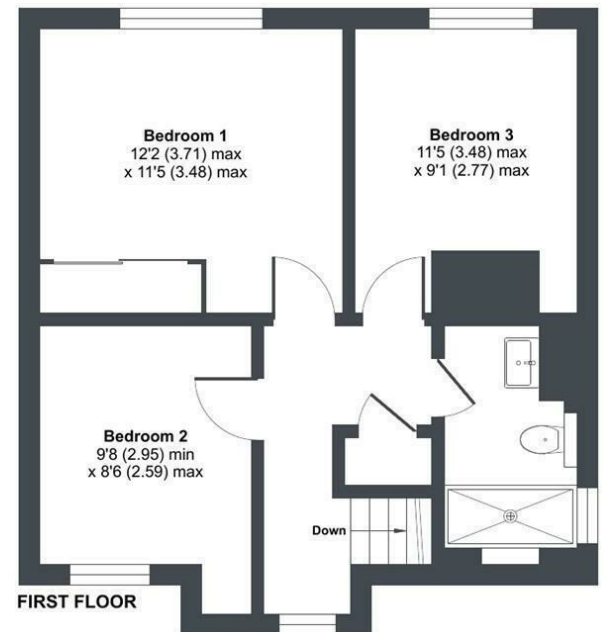 Bedroom 1
12'2 (3.71) max
x 11'5 (3.48) max
Bedroom 3
11'5 (3.48) max
x 9'1 (2.77) max
Bedroom 2
9'8 (2.95) min
x 8'6 (2.59) max
Down
FIRST FLOOR